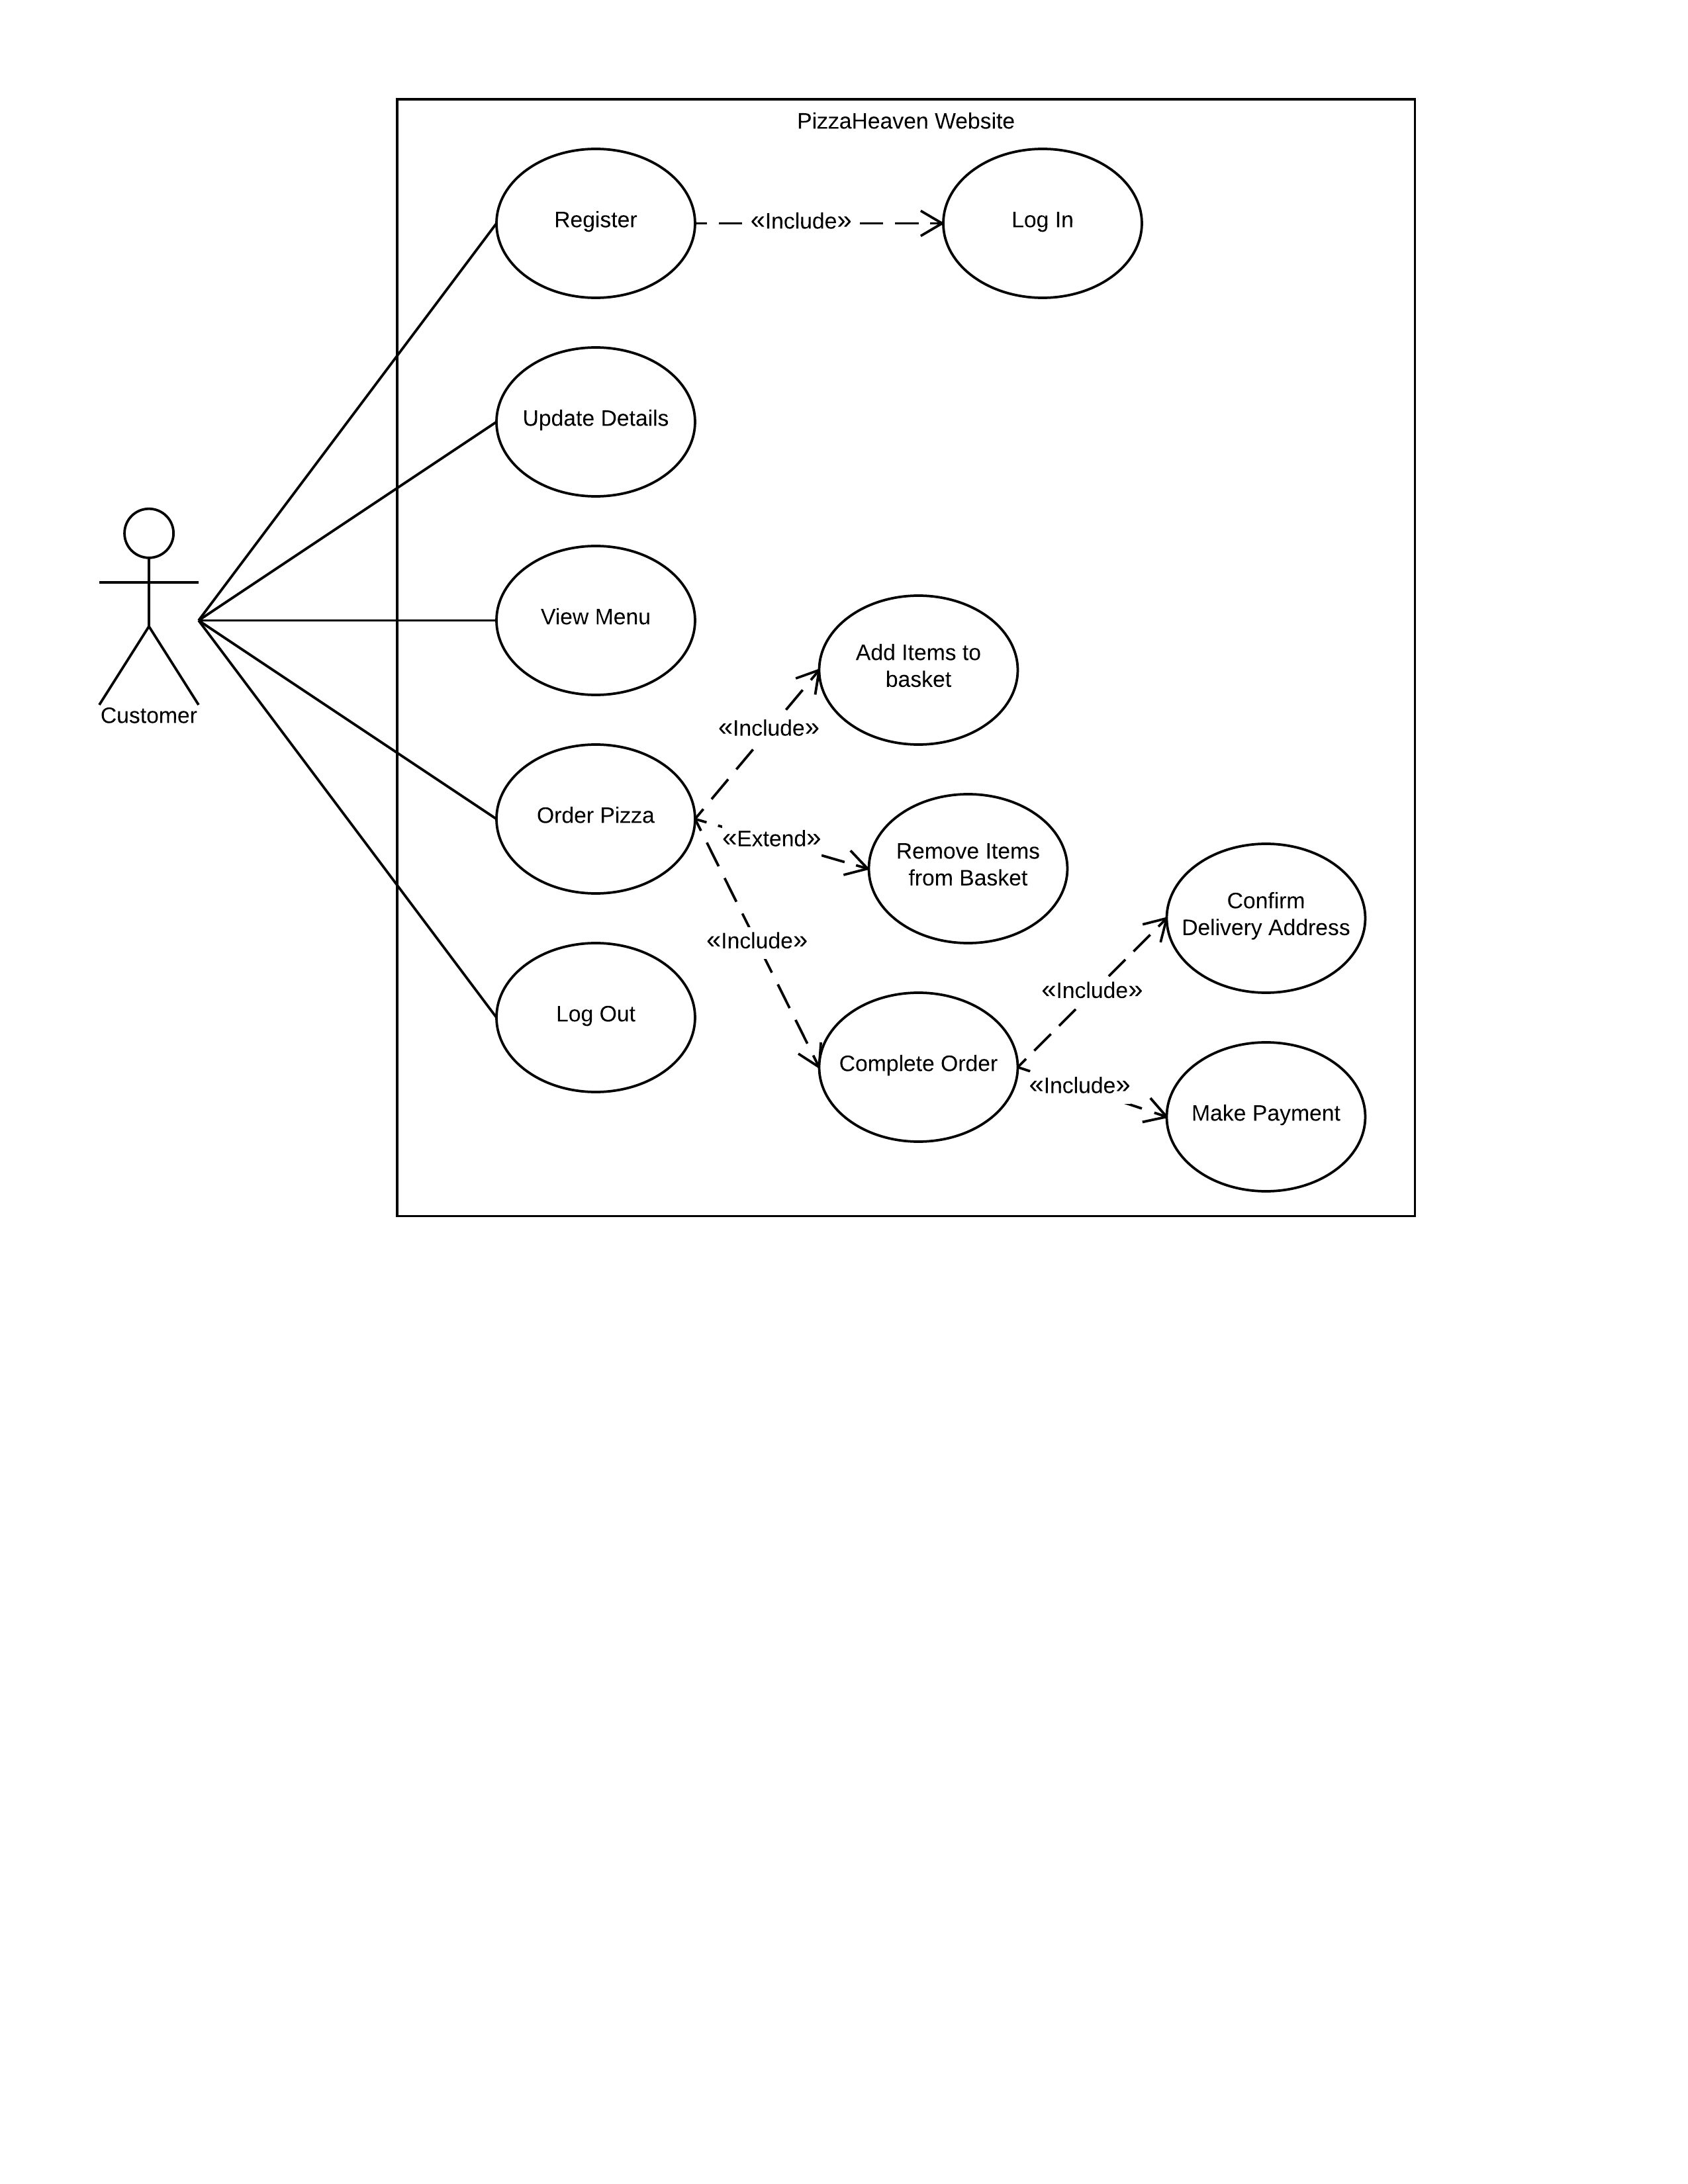 PizzaHeaven Website
Register
«Include»
Log In
Update Details
View Menu
Customer
Add Items to
basket
«Include»
Order Pizza
«Extend»
Remove Items
from Basket
«Include»
Confirm
Delivery Address
«Include»
Log Out
Complete Order
«Include»
Make Payment